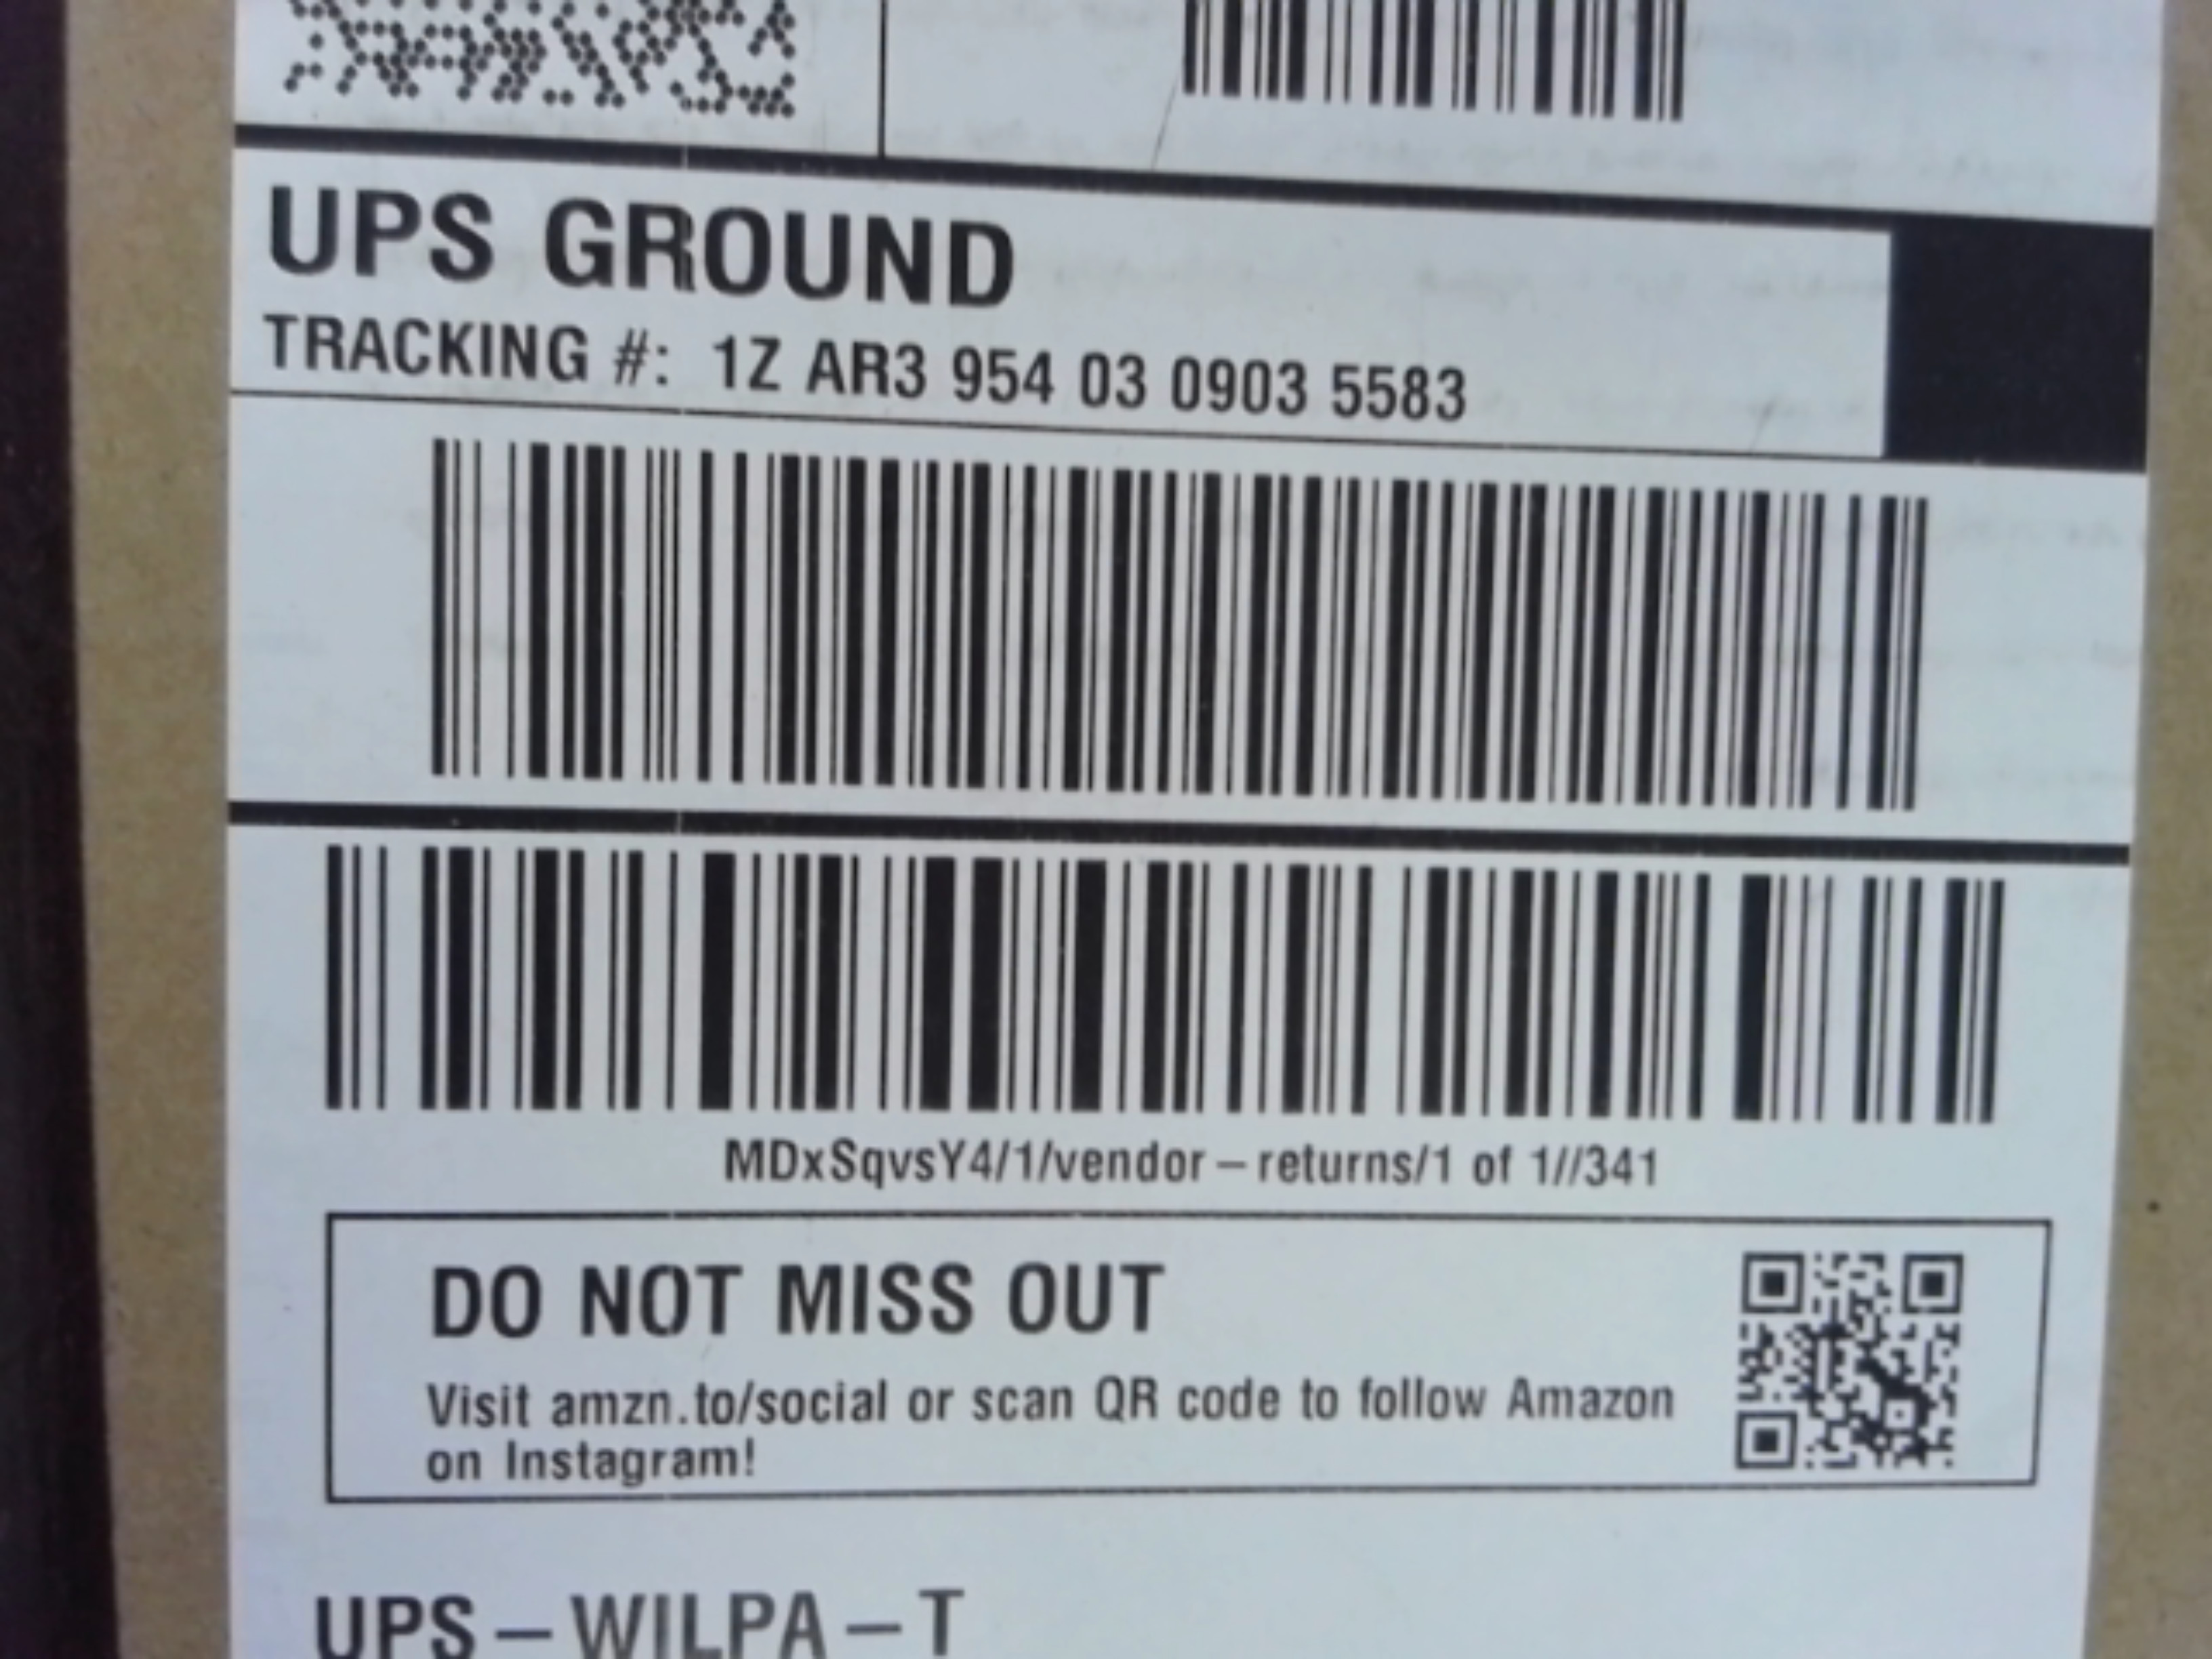 UPS GROUND
TRACKING #: 1Z AR3 954 03 0903 5583
MDxSqvsY4/1/vendor-returns/1 of 1//341
DO NOT MISS OUT
Visit amzn.to/social or scan QR code to follow Amazon
on Instagram!
UPS-WILPA-T